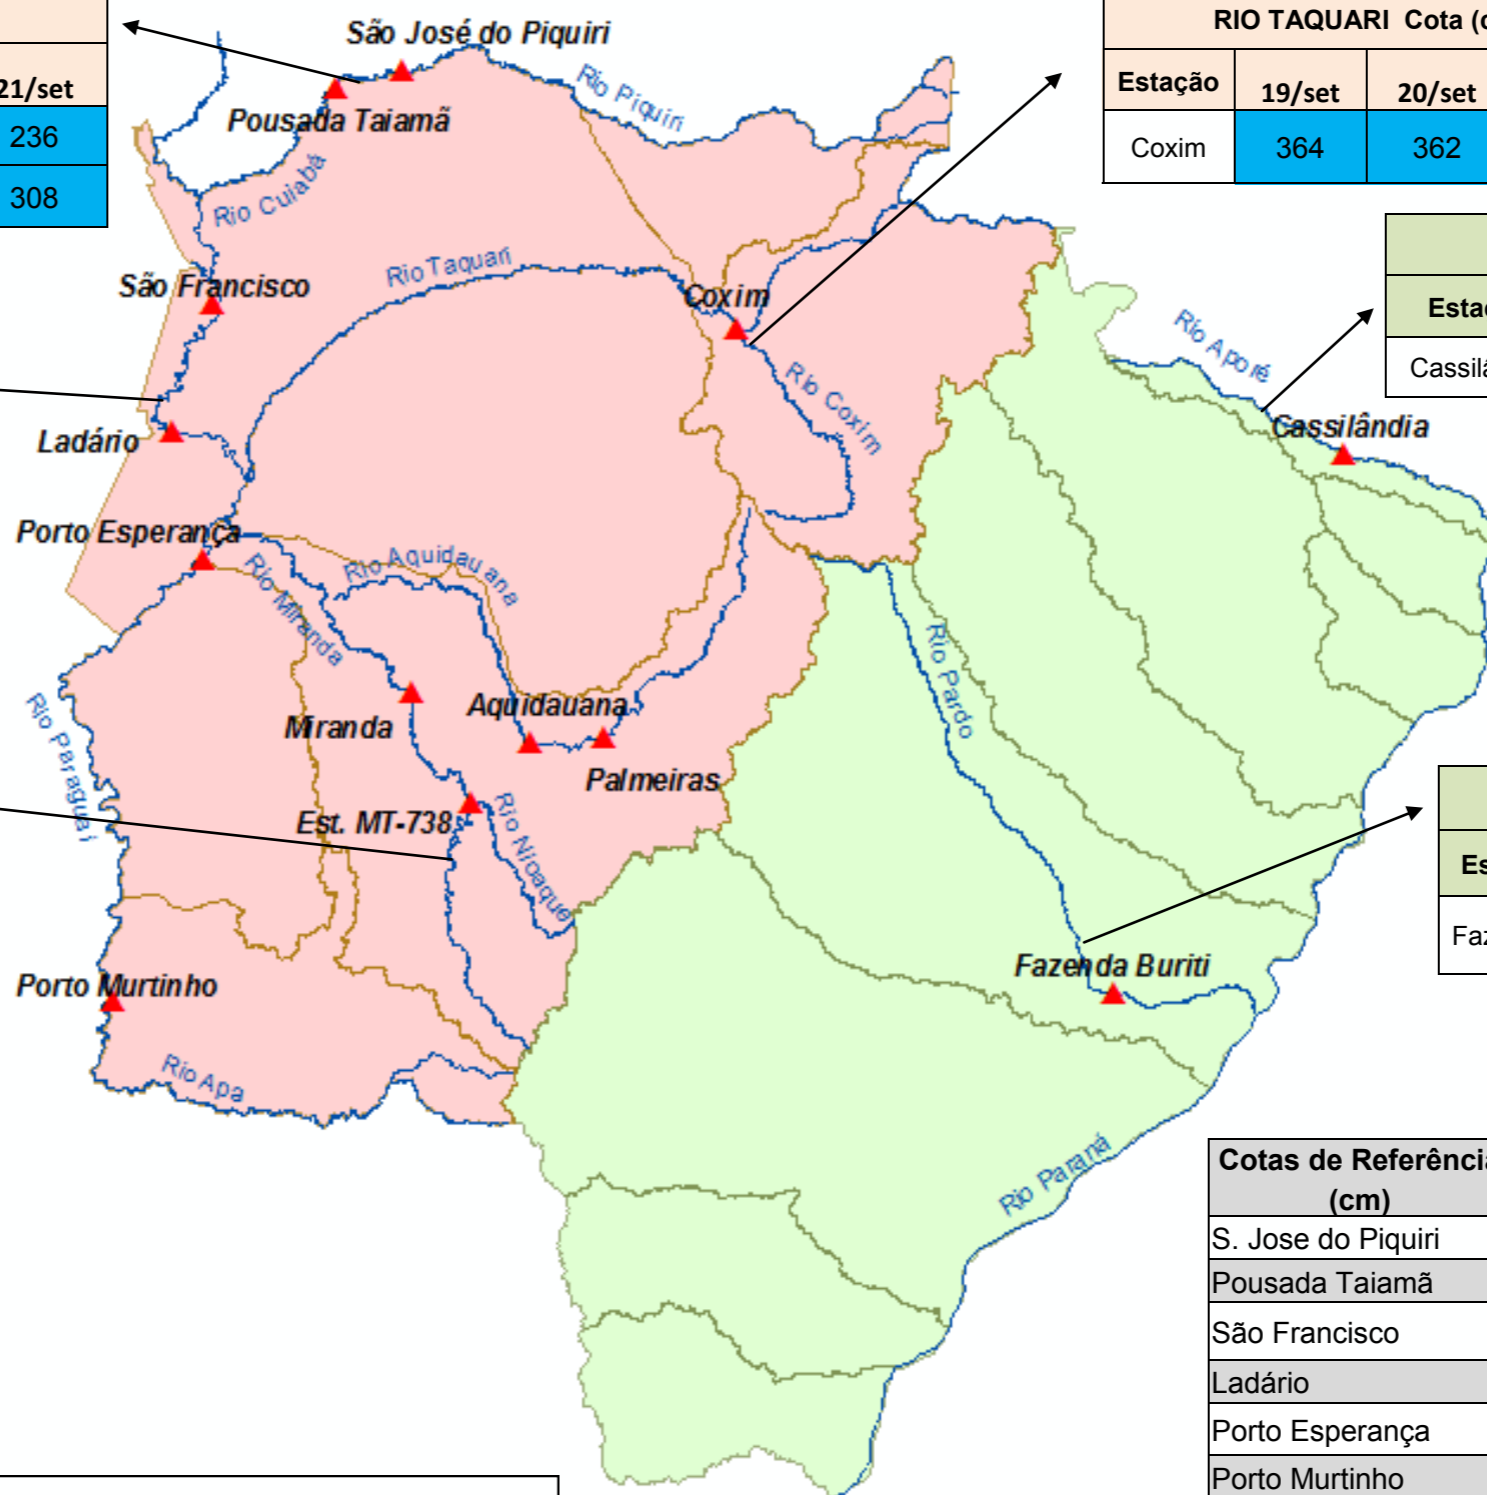 21/set
236
308
São José do Piquiri
Pousada Taiamã
Rio Piquiri
Rio Cuiabá
RIO TAQUARI Cota (c
Estação 19/set 20/set
Coxim 364 362
São Francisco
Rio Taquari
Coxim
Rio Coxim
Rio Aporé
Estaç
Cassilâ
Cassilândia
Ladário
Porto Esperança
Rio Aquidauana
Rio Miranda
Rio Pardo
Rio Paraguai
Aquidauana
Miranda
Palmeiras
Est. MT-738
Rio Nioaque
Es
Faz
Fazenda Buriti
Porto Murtinho
Rio Apa
Rio Paraná
Cotas de Referência
(cm)
S. Jose do Piquiri
Pousada Taiamã
São Francisco
Ladário
Porto Esperança
Porto Murtinho